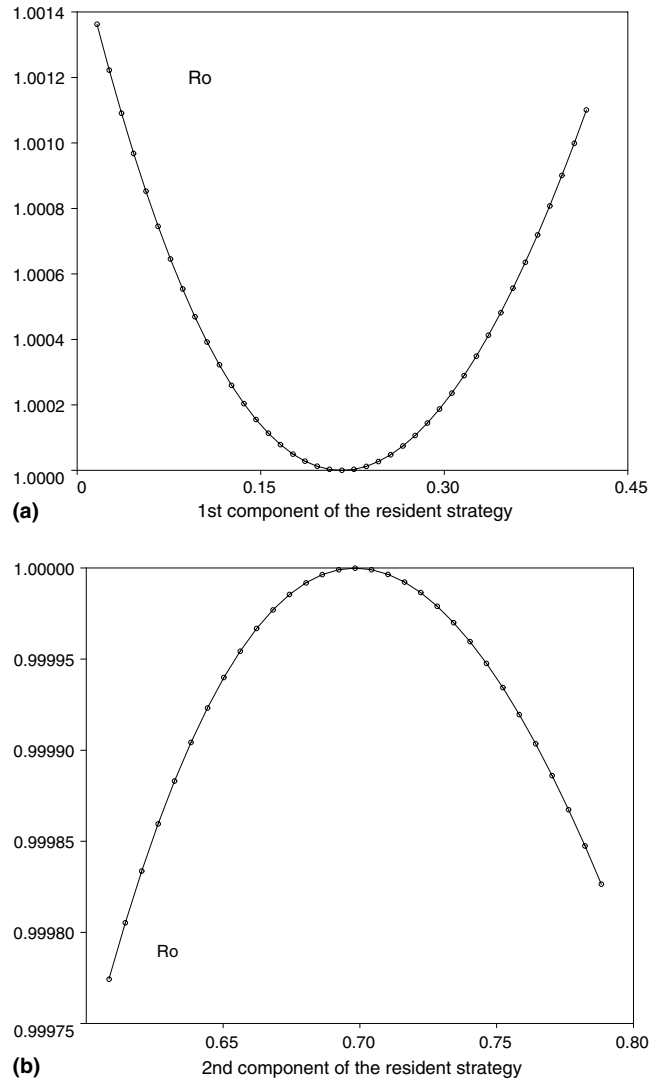 1.0014
1.0012
Ro
1.0010
1.0008
1.0006
1.0004
1.0002
1.0000
0 0.15 0.30 0.45
(a) 1st component of the resident strategy
1.00000
0.99995
0.99990
0.99985
0.99980
Ro
0.99975
0.65 0.70 0.75 0.80
(b) 2nd component of the resident strategy